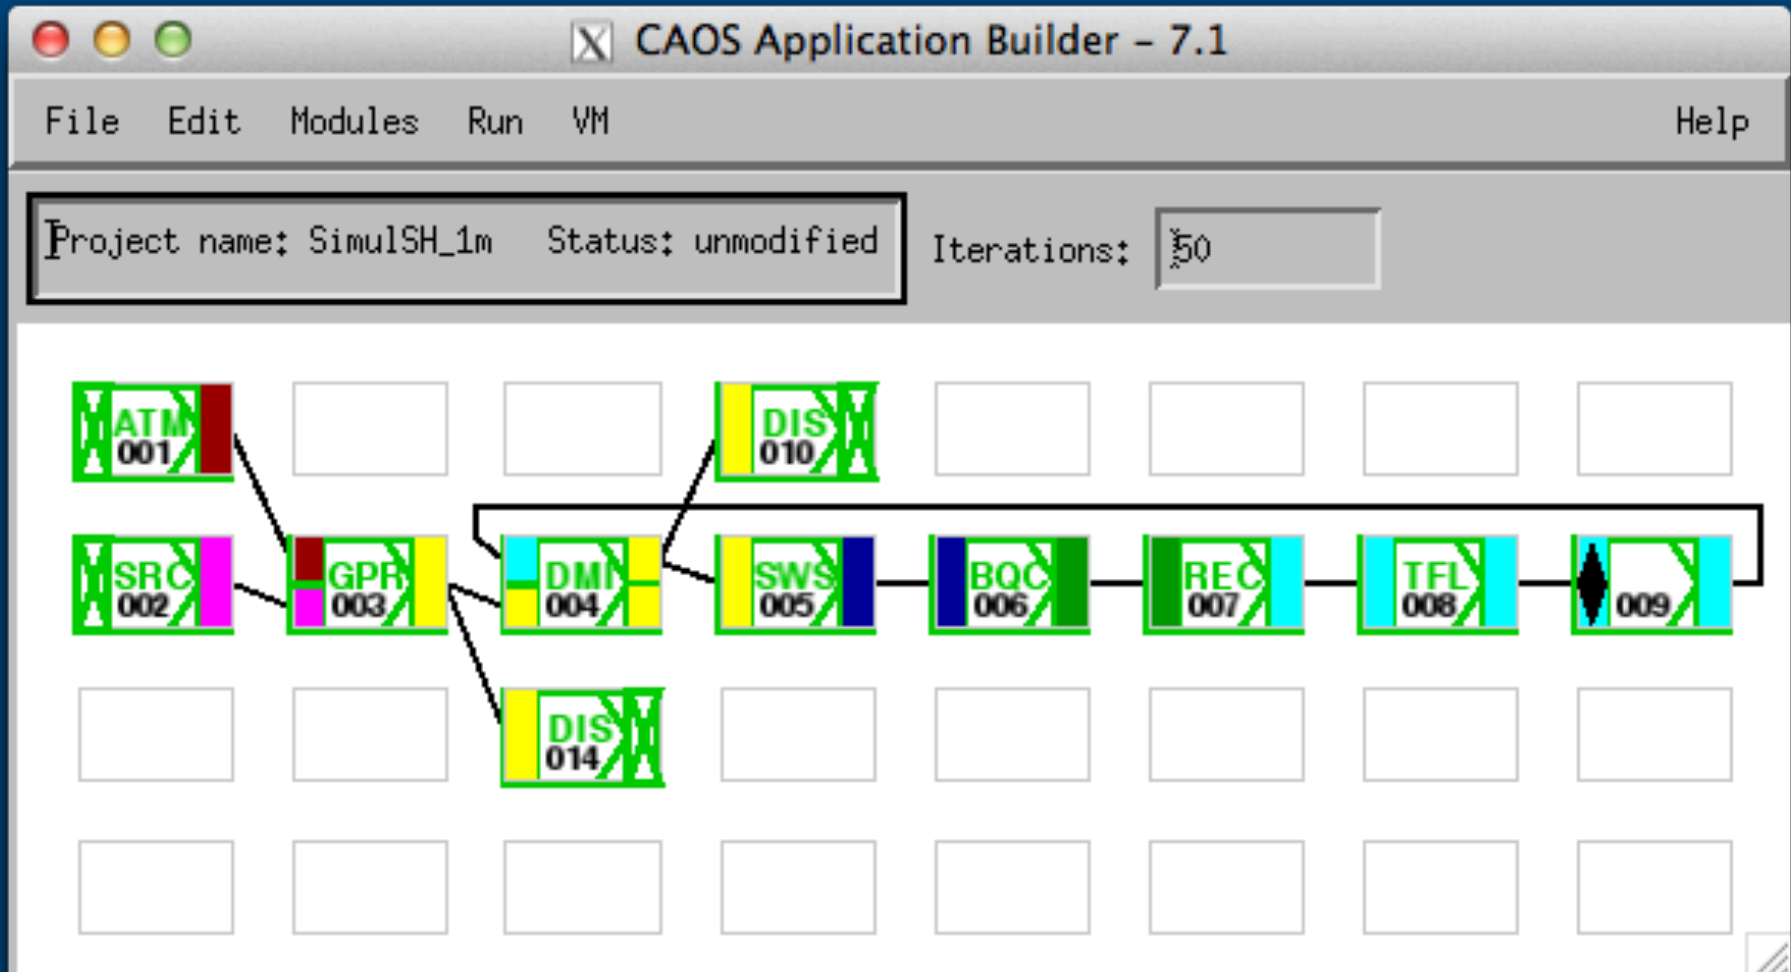 CAOS Application Builder - 7.1
File Edit Modules Run VM Help
Project name: SimulSH_1m Status: unmodified Iterations: 50
ATM DIS
001 010
SRC GPR DMI SWS BQC REC TFL
002 003 004 005 006 007 008 009
DIS
014